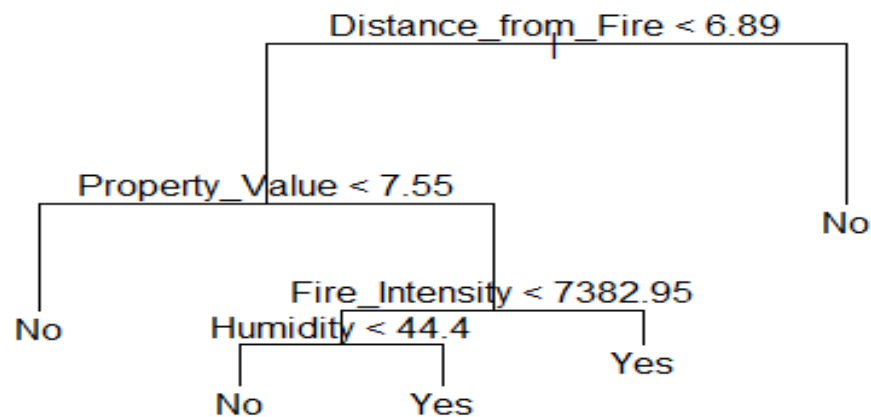 Distance_from_Fire < 6.89
Property_Value < 7.55
No
Fire_Intensity < 7382.95
No
Humidity < 44.4
Yes
No
Yes